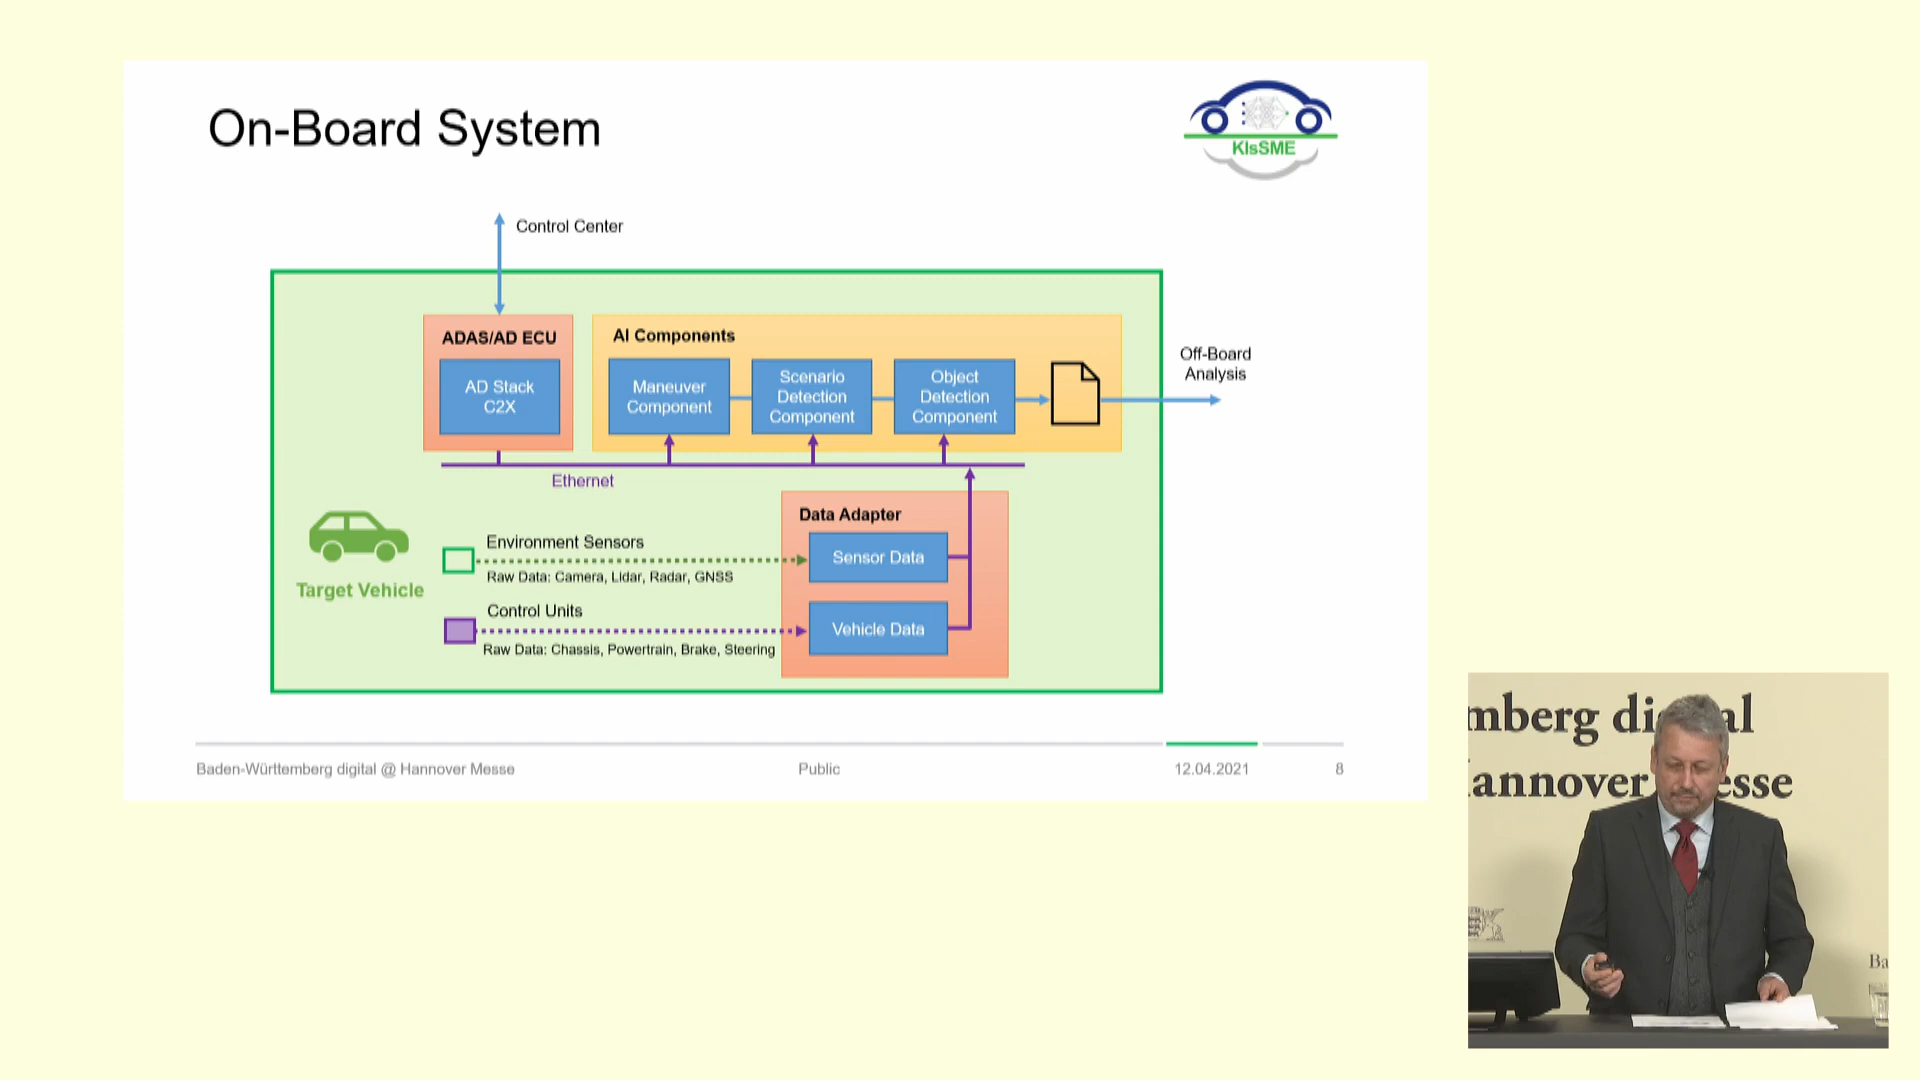 On-Board System
KIsSME
Control Center
ADAS/AD ECU
AD Stack
C2X
AI Components
Maneuver
Component
Scenario
Detection
Component
Object
Detection
Component
Off-Board
Analysis
Ethernet
Data Adapter
Sensor Data
Vehicle Data
Environment Sensors
Raw Data: Camera, Lidar, Radar, GNSS
Target Vehicle
Control Units
Raw Data: Chassis, Powertrain, Brake, Steering
Baden-Württemberg digital @ Hannover Messe
Public
12.04.2021
8
mberg di al
annover esse
Ba